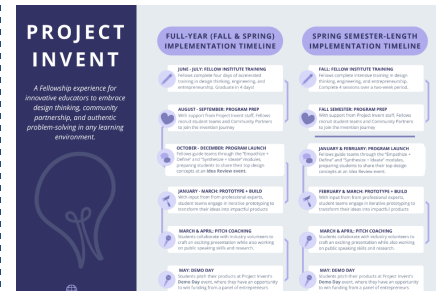 PROJECT
INVENT
A Fellowship experience for
innovative educators to embrace
design thinking, community
partnership, and authentic
problem-solving in any learning
environment.
FULL-YEAR (FALL & SPRING)
IMPLEMENTATION TIMELINE
JUNE - JULY: FELLOW INSTITUTE TRAINING
Fellows complete four days of accelerated
training in design thinking, engineering, and
entrepreneurship. Graduate in 4 days!
AUGUST - SEPTEMBER: PROGRAM PREP
With support from Project Invent staff, Fellows
recruit student teams and Community Partners
to join the invention journey
OCTOBER - DECEMBER: PROGRAM LAUNCH
Fellows guide teams through the "Empathize +
Define" and "Synthesize + Ideate" modules,
preparing students to share their top design
concepts at an Idea Review event.
JANUARY - MARCH: PROTOTYPE + BUILD
With input from from professional experts,
student teams engage in iterative prototyping to
transform their ideas into impactful products
MARCH & APRIL: PITCH COACHING
Students collaborate with industry volunteers to
craft an exciting presentation while also working
on public speaking skills and research.
MAY: DEMO DAY
Students pitch their products at Project Invent's
Demo Day event, where they have an opportunity
to win funding from a panel of entrepreneurs
SPRING SEMESTER-LENGTH
IMPLEMENTATION TIMELINE
FALL: FELLOW INSTITUTE TRAINING
Fellows complete intensive training in design
thinking, engineering, and entrepreneurship.
Complete 4 sessions over a two-week period.
FALL SEMESTER: PROGRAM PREP
With support from Project Invent staff, Fellows
recruit student teams and Community Partners
to join the invention journey
JANUARY & FEBRUARY: PROGRAM LAUNCH
Fellows guide teams through the "Empathize +
Define" and "Synthesize + Ideate" modules,
preparing students to share their top design
concepts at an Idea Review event.
FEBRUARY & MARCH: PROTOTYPE + BUILD
With input from from professional experts,
student teams engage in iterative prototyping to
transform their ideas into impactful products
MARCH & APRIL: PITCH COACHING
Students collaborate with industry volunteers to
craft an exciting presentation while also working
on public speaking skills and research.
MAY: DEMO DAY
Students pitch their products at Project Invent's
Demo Day event, where they have an opportunity
to win funding from a panel of entrepreneurs